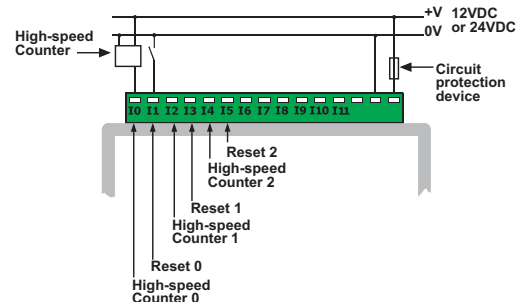 +V 12VDC
0V or 24VDC
High-speed
Counter
Circuit
protection
device
I0 I1 I2 I3 I4 I5 I6 I7 I8 I9 I10 I11
Reset 2
High-speed
Counter 2
Reset 1
High-speed
Counter 1
Reset 0
High-speed
Counter 0